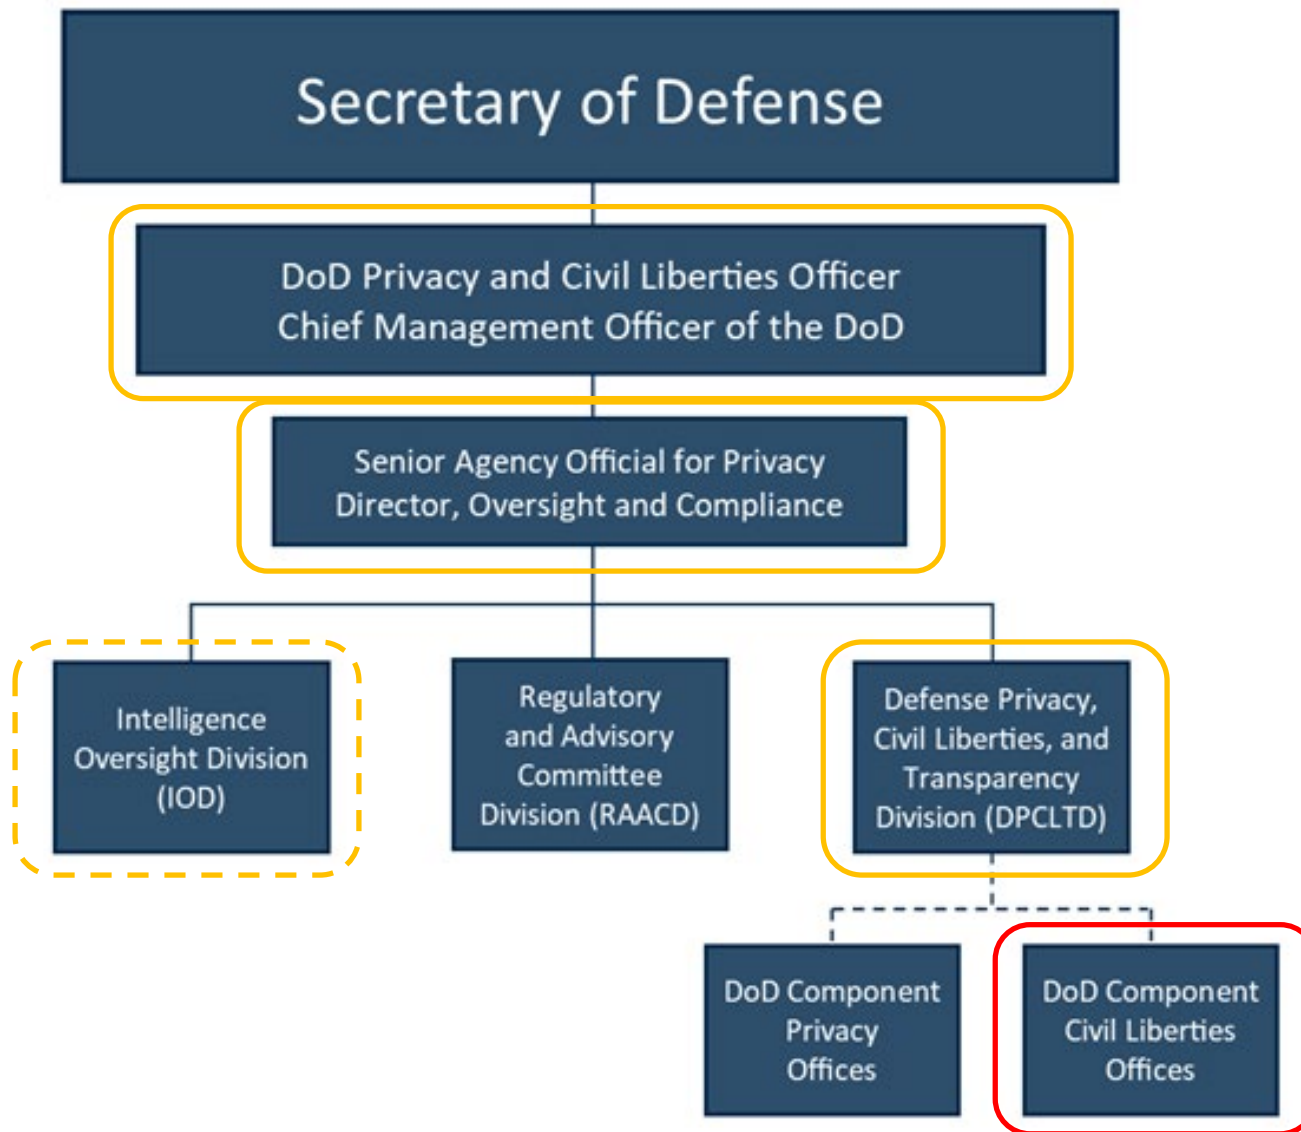 Secretary of Defense
DoD Privacy and Civil Liberties Officer
Chief Management Officer of the DoD
Senior Agency Official for Privacy
Director, Oversight and Compliance
Intelligence
Oversight Division
(IOD)
Regulatory
and Advisory
Committee
Division (RAACD)
Defense Privacy,
Civil Liberties, and
Transparency
Division (DPCLTD)
DoD Component
Privacy
Offices
DoD Component
Civil Liberties
Offices